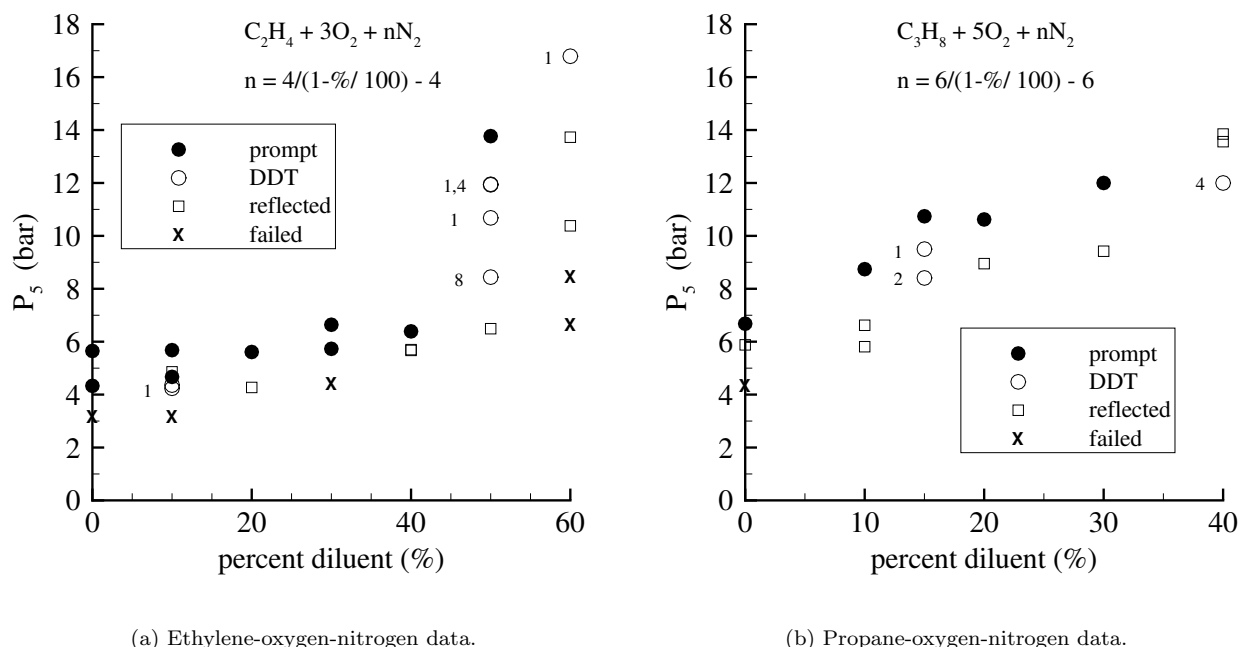 C2H4 + 3O2 + nN2
n = 4/(1-%/ 100) - 4
prompt
DDT
reflected
x failed
1
1,4
1
8
1
P5 (bar)
18
16
14
12
10
8
6
4
2
0
0 20 40 60
percent diluent (%)
(a) Ethylene-oxygen-nitrogen data.
C3H8 + 5O2 + nN2
n = 6/(1-%/ 100) - 6
4
1
2
prompt
DDT
reflected
x failed
P5 (bar)
18
16
14
12
10
8
6
4
2
0
0 10 20 30 40
percent diluent (%)
(b) Propane-oxygen-nitrogen data.